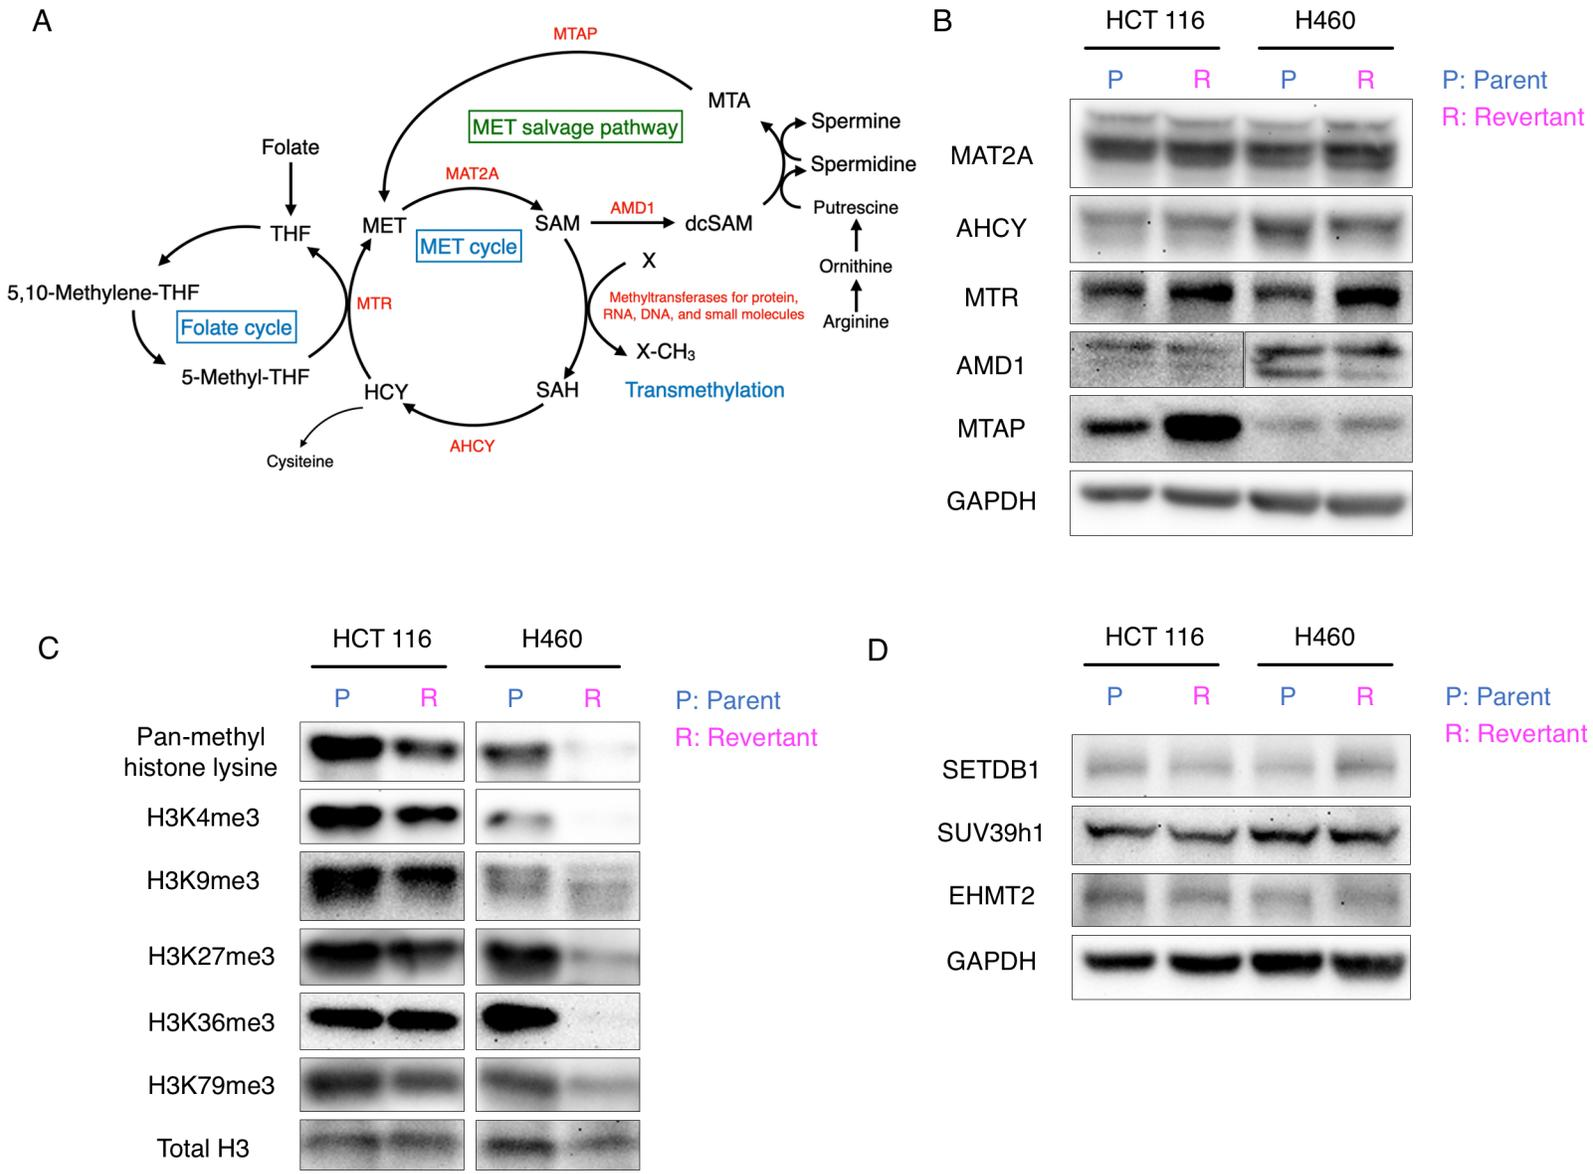 A
MTAP
MTA
MET salvage pathway
Spermine
Spermidine
Folate
MAT2A
THF
MET
SAM
AMD1
dcSAM
Putrescine
MET cycle
X
Ornithine
5,10-Methylene-THF
MTR
Methyltransferases for protein,
RNA, DNA, and small molecules
Folate cycle
Arginine
X-CH₃
5-Methyl-THF
HCY
SAH
Transmethylation
AHCY
Cysiteine
B
HCT 116 H460
P R P R
P: Parent
R: Revertant
MAT2A
AHCY
MTR
AMD1
MTAP
GAPDH
C
HCT 116 H460
P R P R
P: Parent
R: Revertant
Pan-methyl
histone lysine
H3K4me3
H3K9me3
H3K27me3
H3K36me3
H3K79me3
Total H3
D
HCT 116 H460
P R P R
P: Parent
R: Revertant
SETDB1
SUV39h1
EHMT2
GAPDH